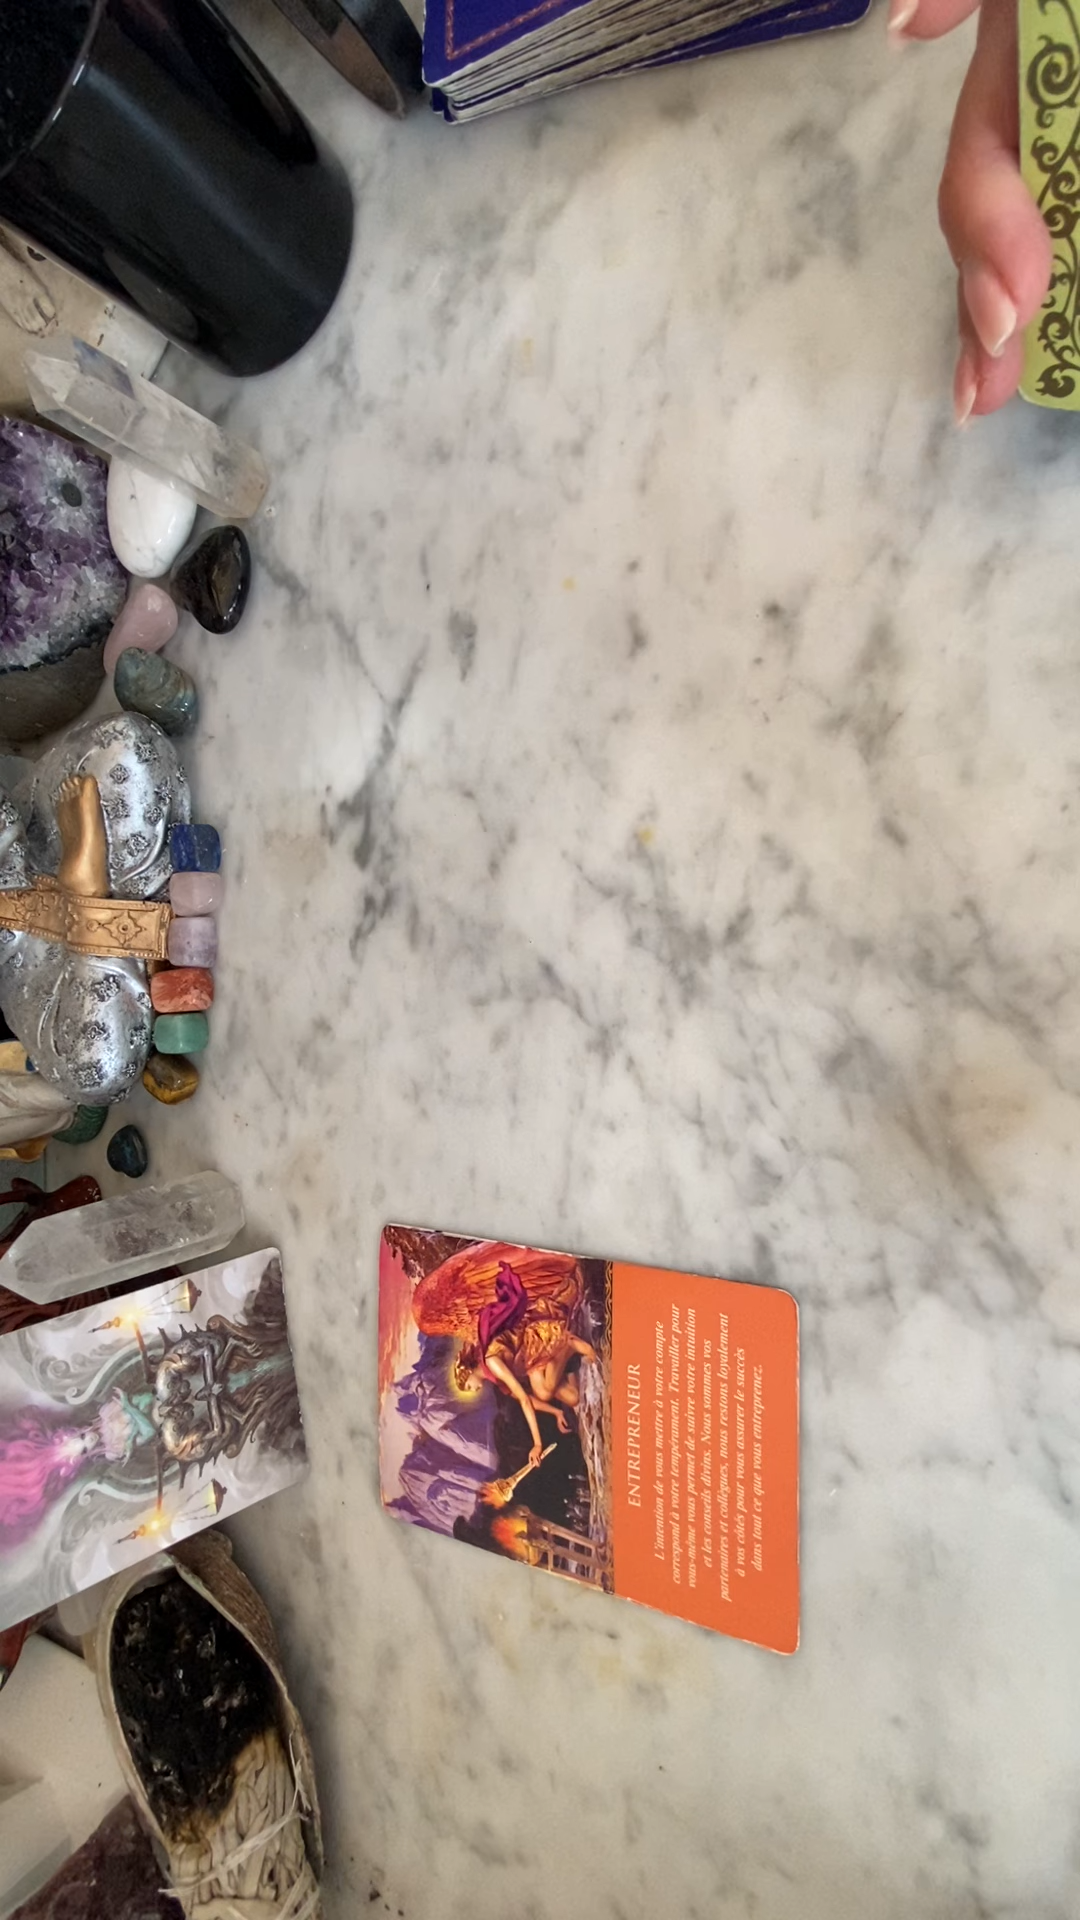 ENTREPRENEUR
L'intention de vous mettre à votre compte
correspond à votre tempérament. Travailler pour
vous-même vous permet de suivre votre intuition
et les conseils divins. Nous sommes vos
partenaires et collègues, nous restons loyalement
à vos côtés pour vous assurer le succès
dans tout ce que vous entreprenez.